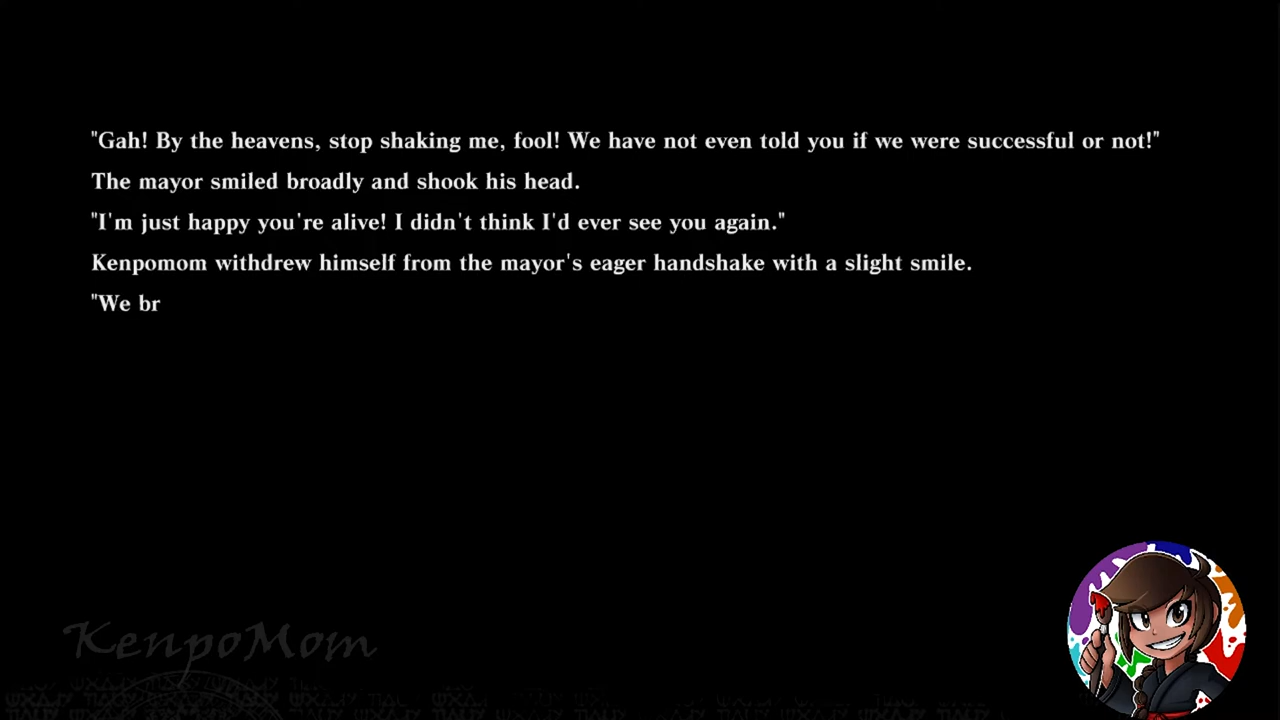 "Gah! By the heavens, stop shaking me, fool! We have not even told you if we were successful or not!"
The mayor smiled broadly and shook his head.
"I'm just happy you're alive! I didn't think I'd ever see you again."
Kenpomom withdrew himself from the mayor's eager handshake with a slight smile.
"We br
KenpoMom